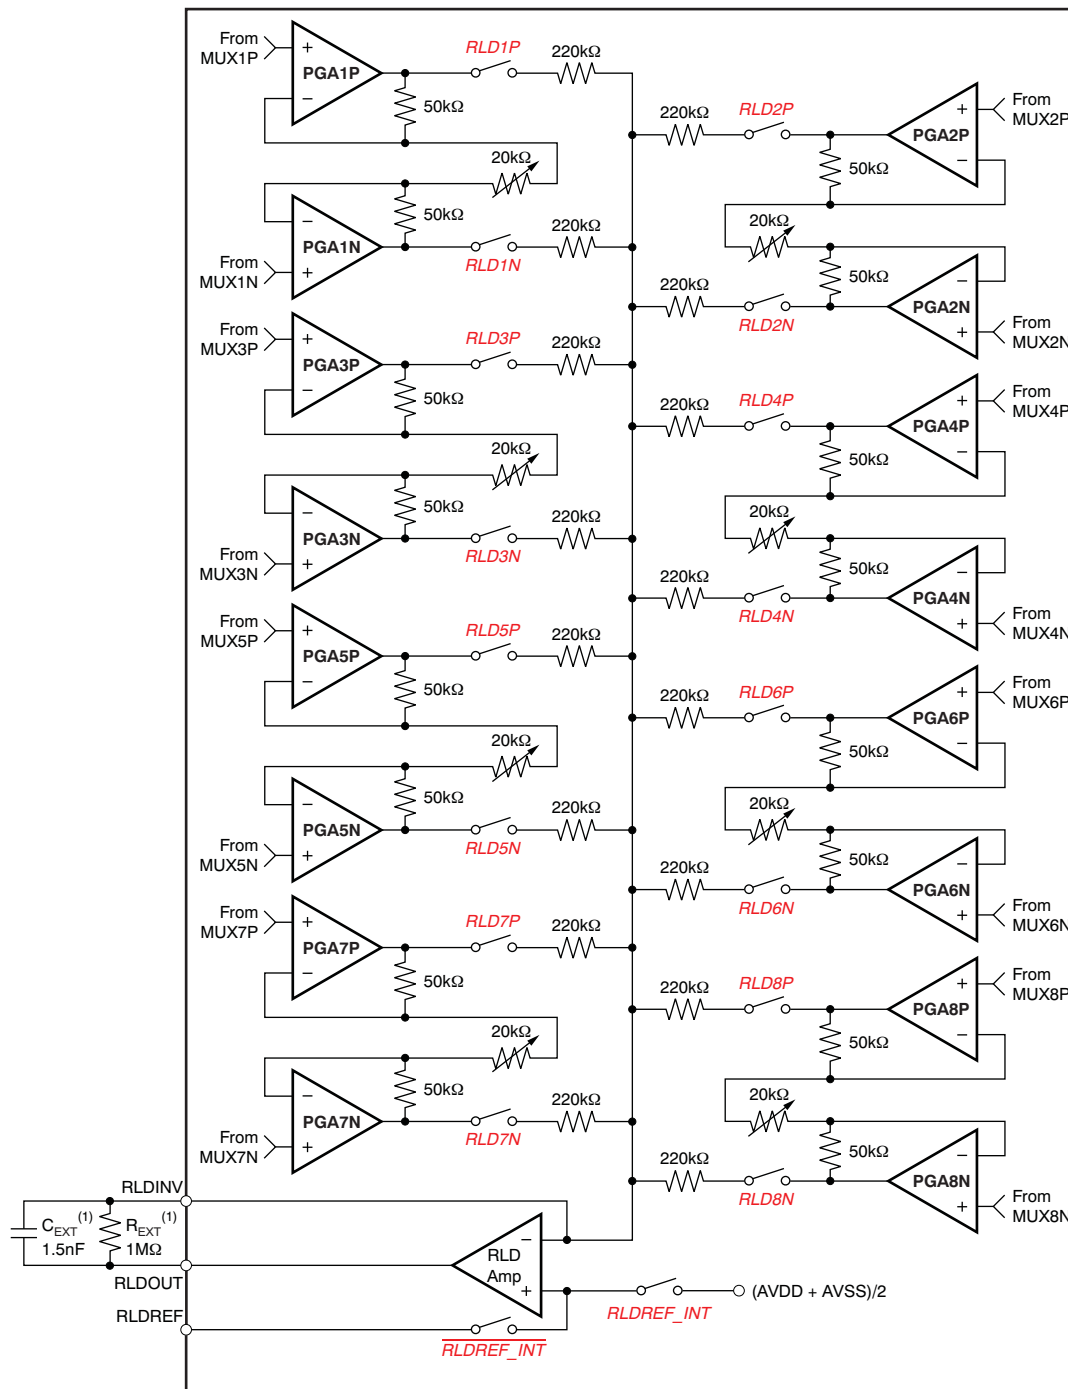 From
MUX1P
+
PGA1P
−
RLD1P
220kΩ
50kΩ
20kΩ
−
PGA1N
+
50kΩ
220kΩ
RLD1N
From
MUX1N
From
MUX3P
+
PGA3P
−
RLD3P
220kΩ
50kΩ
20kΩ
−
PGA3N
+
50kΩ
220kΩ
RLD3N
From
MUX3N
From
MUX5P
+
PGA5P
−
RLD5P
220kΩ
50kΩ
20kΩ
−
PGA5N
+
50kΩ
220kΩ
RLD5N
From
MUX5N
From
MUX7P
+
PGA7P
−
RLD7P
220kΩ
50kΩ
20kΩ
−
PGA7N
+
50kΩ
220kΩ
RLD7N
From
MUX7N
220kΩ
RLD2P
+
PGA2P
−
From
MUX2P
50kΩ
20kΩ
220kΩ
RLD2N
50kΩ
−
PGA2N
+
From
MUX2N
220kΩ
RLD4P
+
PGA4P
−
From
MUX4P
50kΩ
20kΩ
220kΩ
RLD4N
50kΩ
−
PGA4N
+
From
MUX4N
220kΩ
RLD6P
+
PGA6P
−
From
MUX6P
50kΩ
20kΩ
220kΩ
RLD6N
50kΩ
−
PGA6N
+
From
MUX6N
220kΩ
RLD8P
+
PGA8P
−
From
MUX8P
50kΩ
20kΩ
220kΩ
RLD8N
50kΩ
−
PGA8N
+
From
MUX8N
RLDINV
CEXT(1)
1.5nF
REXT(1)
1MΩ
RLDOUT
RLDREF
−
RLD
Amp
+
RLDREF_INT
(AVDD + AVSS)/2
RLDREF_INT